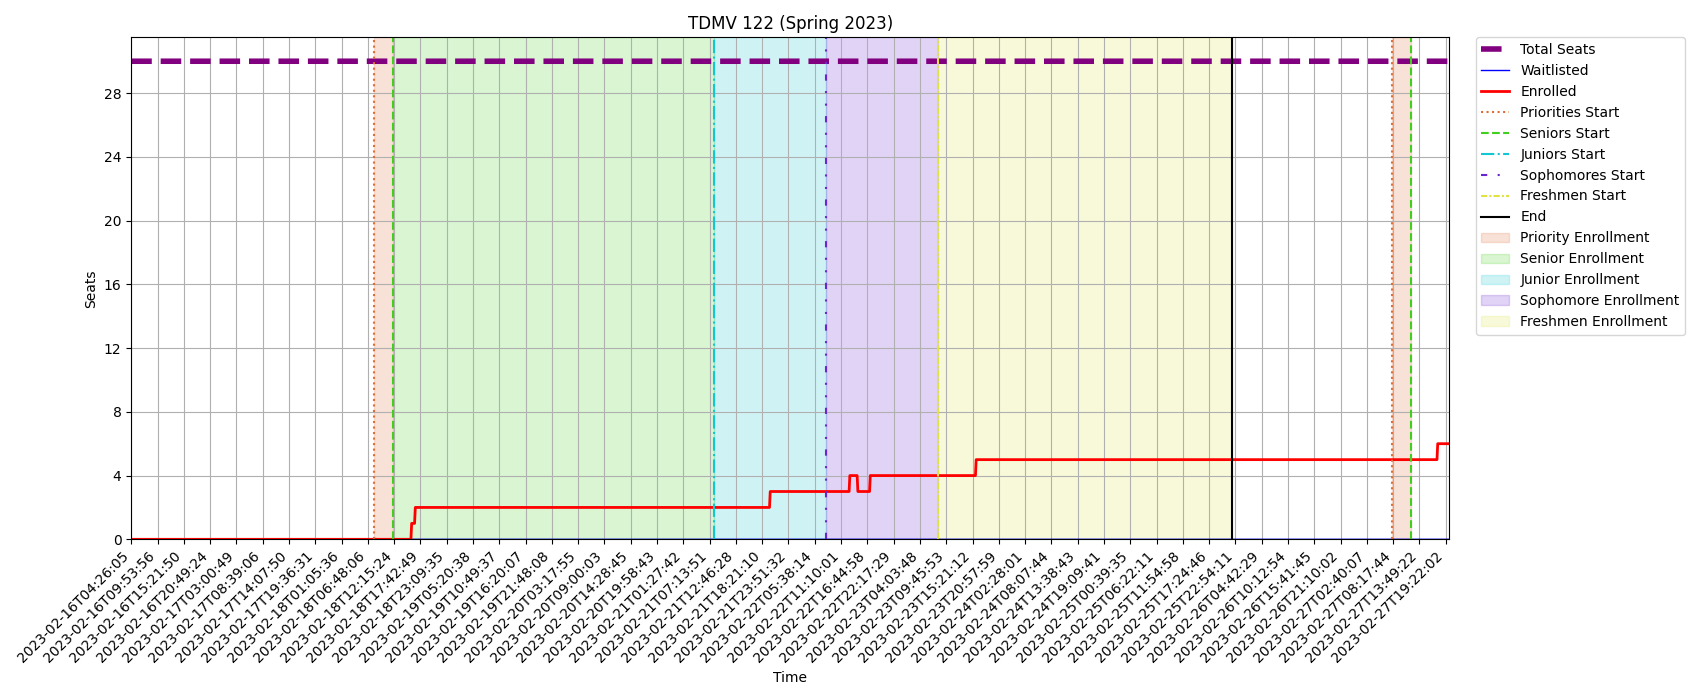 TDMV 122 (Spring 2023)
Seats
28
24
20
16
12
8
4
0
2023-02-16T04:26:05
2023-02-16T09:53:56
2023-02-16T15:21:50
2023-02-16T20:49:24
2023-02-17T03:00:49
2023-02-17T08:39:06
2023-02-17T14:07:50
2023-02-17T19:36:31
2023-02-18T01:05:36
2023-02-18T06:48:06
2023-02-18T12:15:24
2023-02-18T17:42:49
2023-02-18T23:09:35
2023-02-19T05:20:38
2023-02-19T10:49:37
2023-02-19T16:20:07
2023-02-19T21:48:08
2023-02-20T03:17:55
2023-02-20T09:00:03
2023-02-20T14:28:45
2023-02-20T19:58:43
2023-02-21T01:27:42
2023-02-21T07:13:51
2023-02-21T12:46:28
2023-02-21T18:21:10
2023-02-21T23:51:32
2023-02-22T05:38:14
2023-02-22T11:10:01
2023-02-22T16:44:58
2023-02-22T22:17:29
2023-02-23T04:03:48
2023-02-23T09:45:53
2023-02-23T15:21:12
2023-02-23T20:57:59
2023-02-24T02:28:01
2023-02-24T08:07:44
2023-02-24T13:38:43
2023-02-24T19:09:41
2023-02-25T00:39:35
2023-02-25T06:22:11
2023-02-25T11:54:58
2023-02-25T17:24:46
2023-02-25T22:54:11
2023-02-26T04:42:29
2023-02-26T10:12:54
2023-02-26T15:41:45
2023-02-26T21:10:02
2023-02-27T02:40:07
2023-02-27T08:17:44
2023-02-27T13:49:22
2023-02-27T19:22:02
Time
Total Seats
Waitlisted
Enrolled
Priorities Start
Seniors Start
Juniors Start
Sophomores Start
Freshmen Start
End
Priority Enrollment
Senior Enrollment
Junior Enrollment
Sophomore Enrollment
Freshmen Enrollment